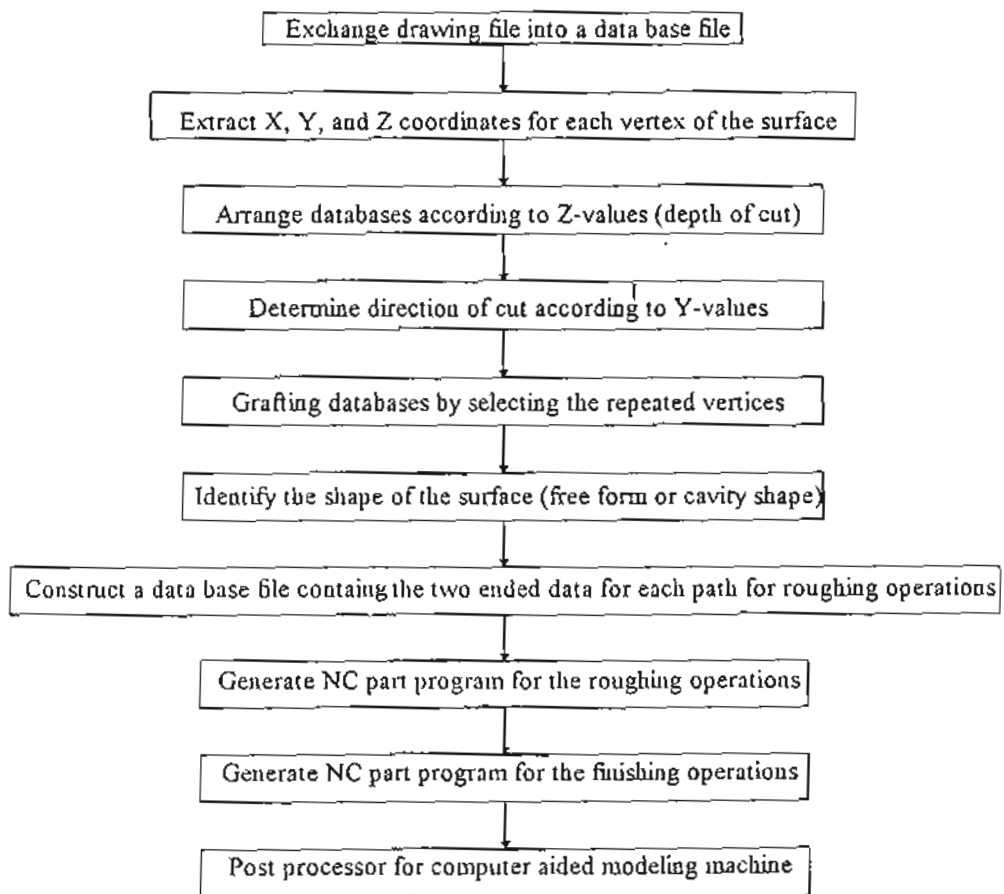 Exchange drawing file into a data base file
Extract X, Y, and Z coordinates for each vertex of the surface
Arrange databases according to Z-values (depth of cut)
Determine direction of cut according to Y-values
Grafting databases by selecting the repeated vertices
Identify the shape of the surface (free form or cavity shape)
Construct a data base file containg the two ended data for each path for roughing operations
Generate NC part program for the roughing operations
Generate NC part program for the finishing operations
Post processor for computer aided modeling machine